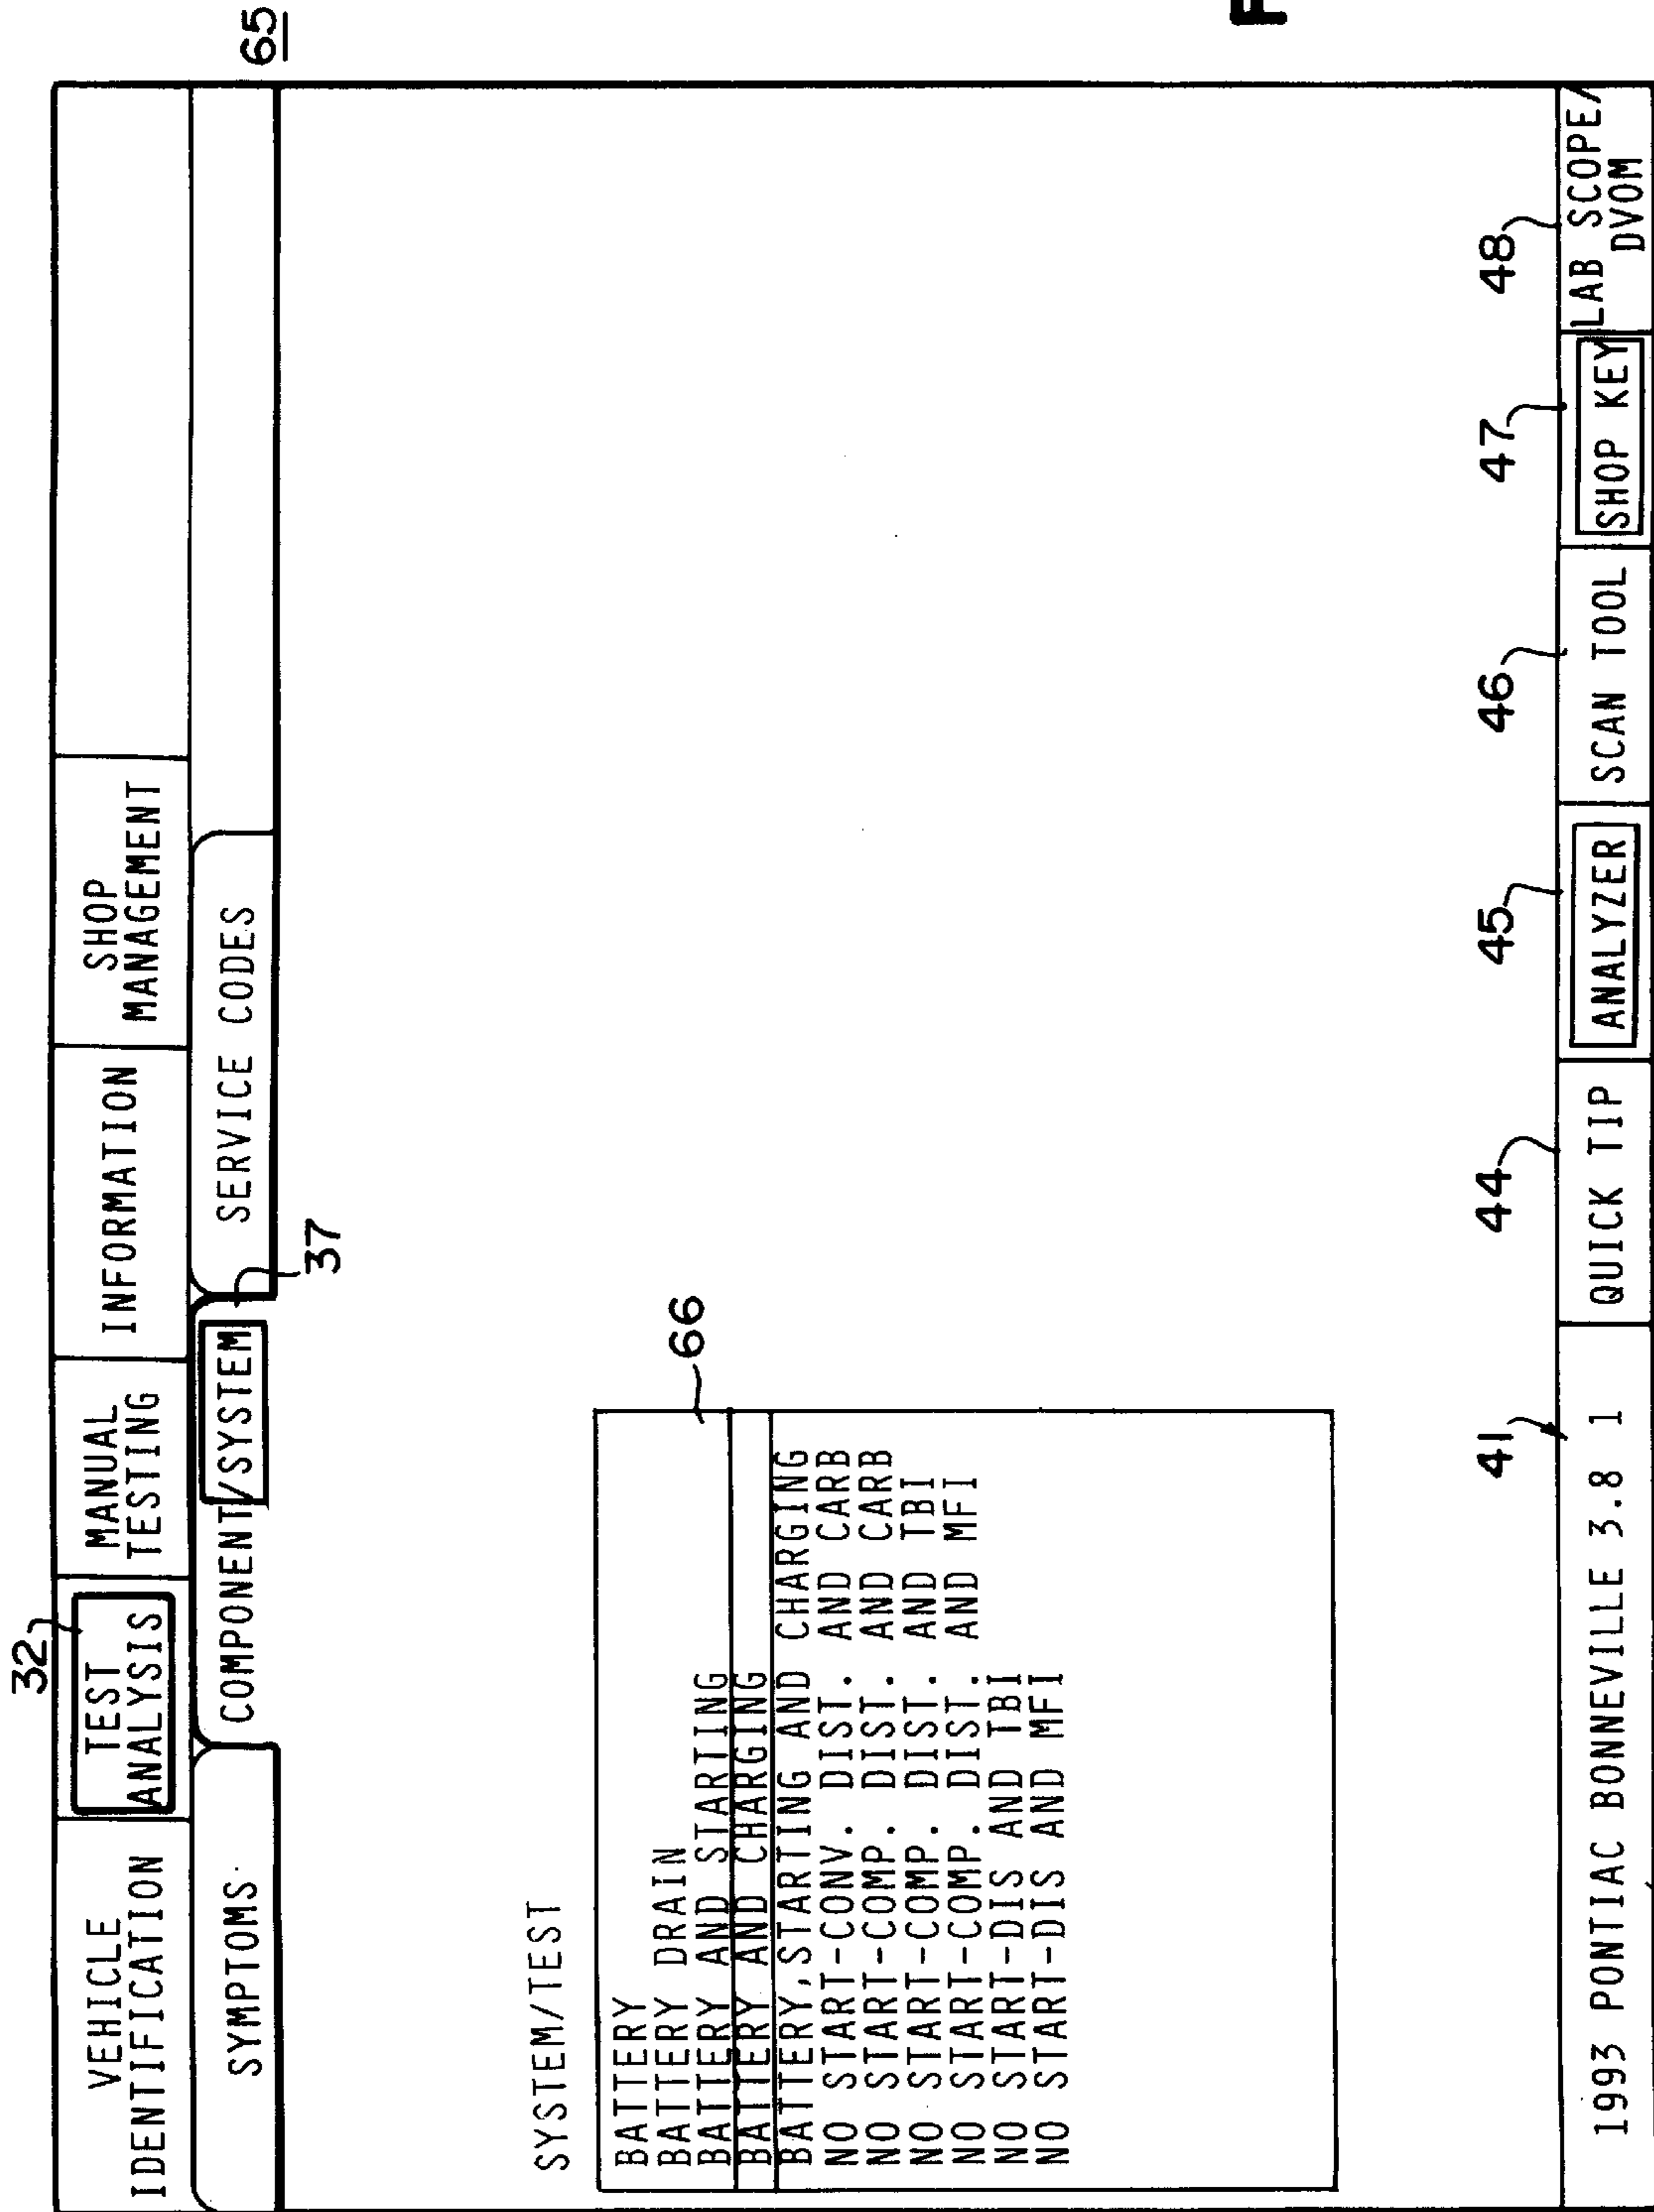 65
32
VEHICLE
IDENTIFICATION
TEST
ANALYSIS
MANUAL
TESTING
INFORMATION
SHOP
MANAGEMENT
SYMPTOMS
COMPONENT/SYSTEM
SERVICE CODES
37
SYSTEM/TEST
BATTERY
BATTERY DRAIN
BATTERY AND STARTING
BATTERY AND CHARGING
BATTERY,STARTING AND CHARGING
NO START-CONV. DIST. AND CARB
NO START-COMP. DIST. AND CARB
NO START-COMP. DIST. AND TBI
NO START-COMP. DIST. AND MFI
NO START-DIS AND TBI
NO START-DIS AND MFI
66
41
44
45
46
47
48
1993 PONTIAC BONNEVILLE 3.8 1
QUICK TIP
ANALYZER
SCAN TOOL
SHOP KEY
LAB SCOPE/
DVOM